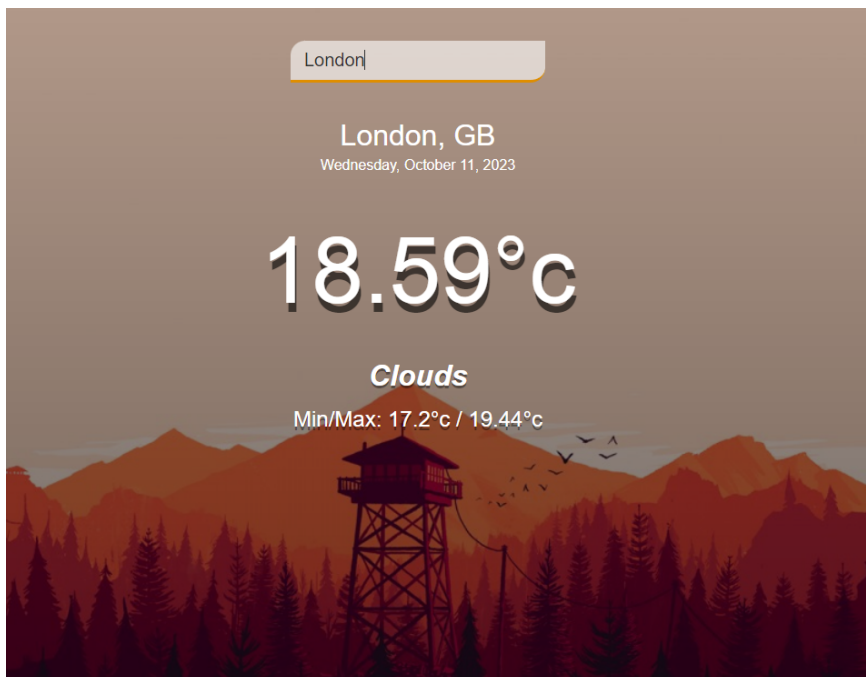 London
London, GB
Wednesday, October 11, 2023
18.59°c
Clouds
Min/Max: 17.2°c / 19.44°c